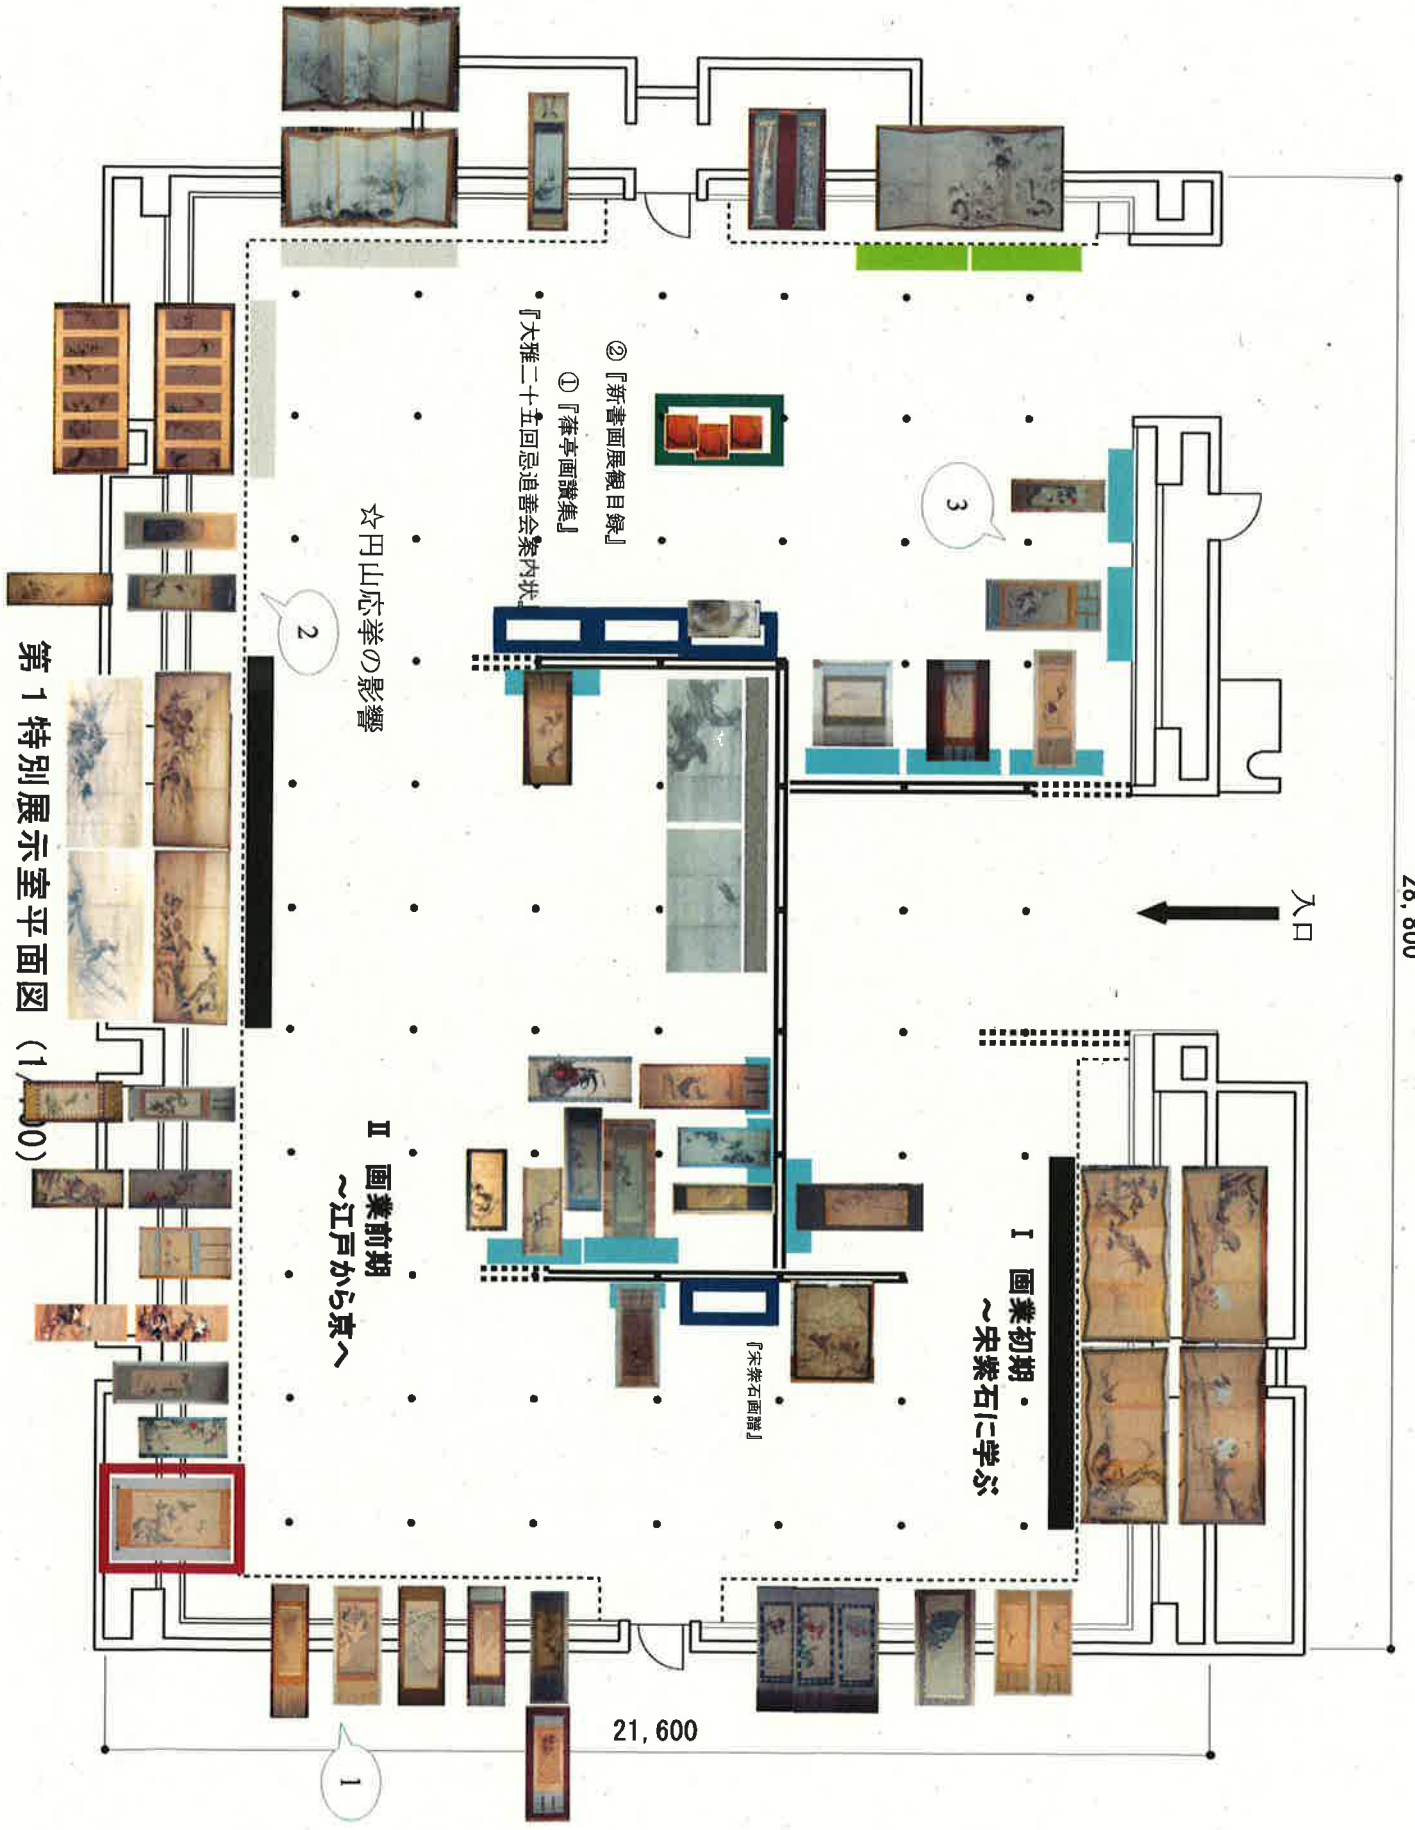 28,800
入口
I 画業初期
~宋紫石に学ぶ
3
『宋紫石画譜』
②『新書画展観目録』
①『葎亭画讃集』
『大雅二十五回忌追善会案内状』
☆円山応挙の影響
II 画業前期
~江戸から京へ
2
1
21,600
第1特別展示室平面図 (1/
00)